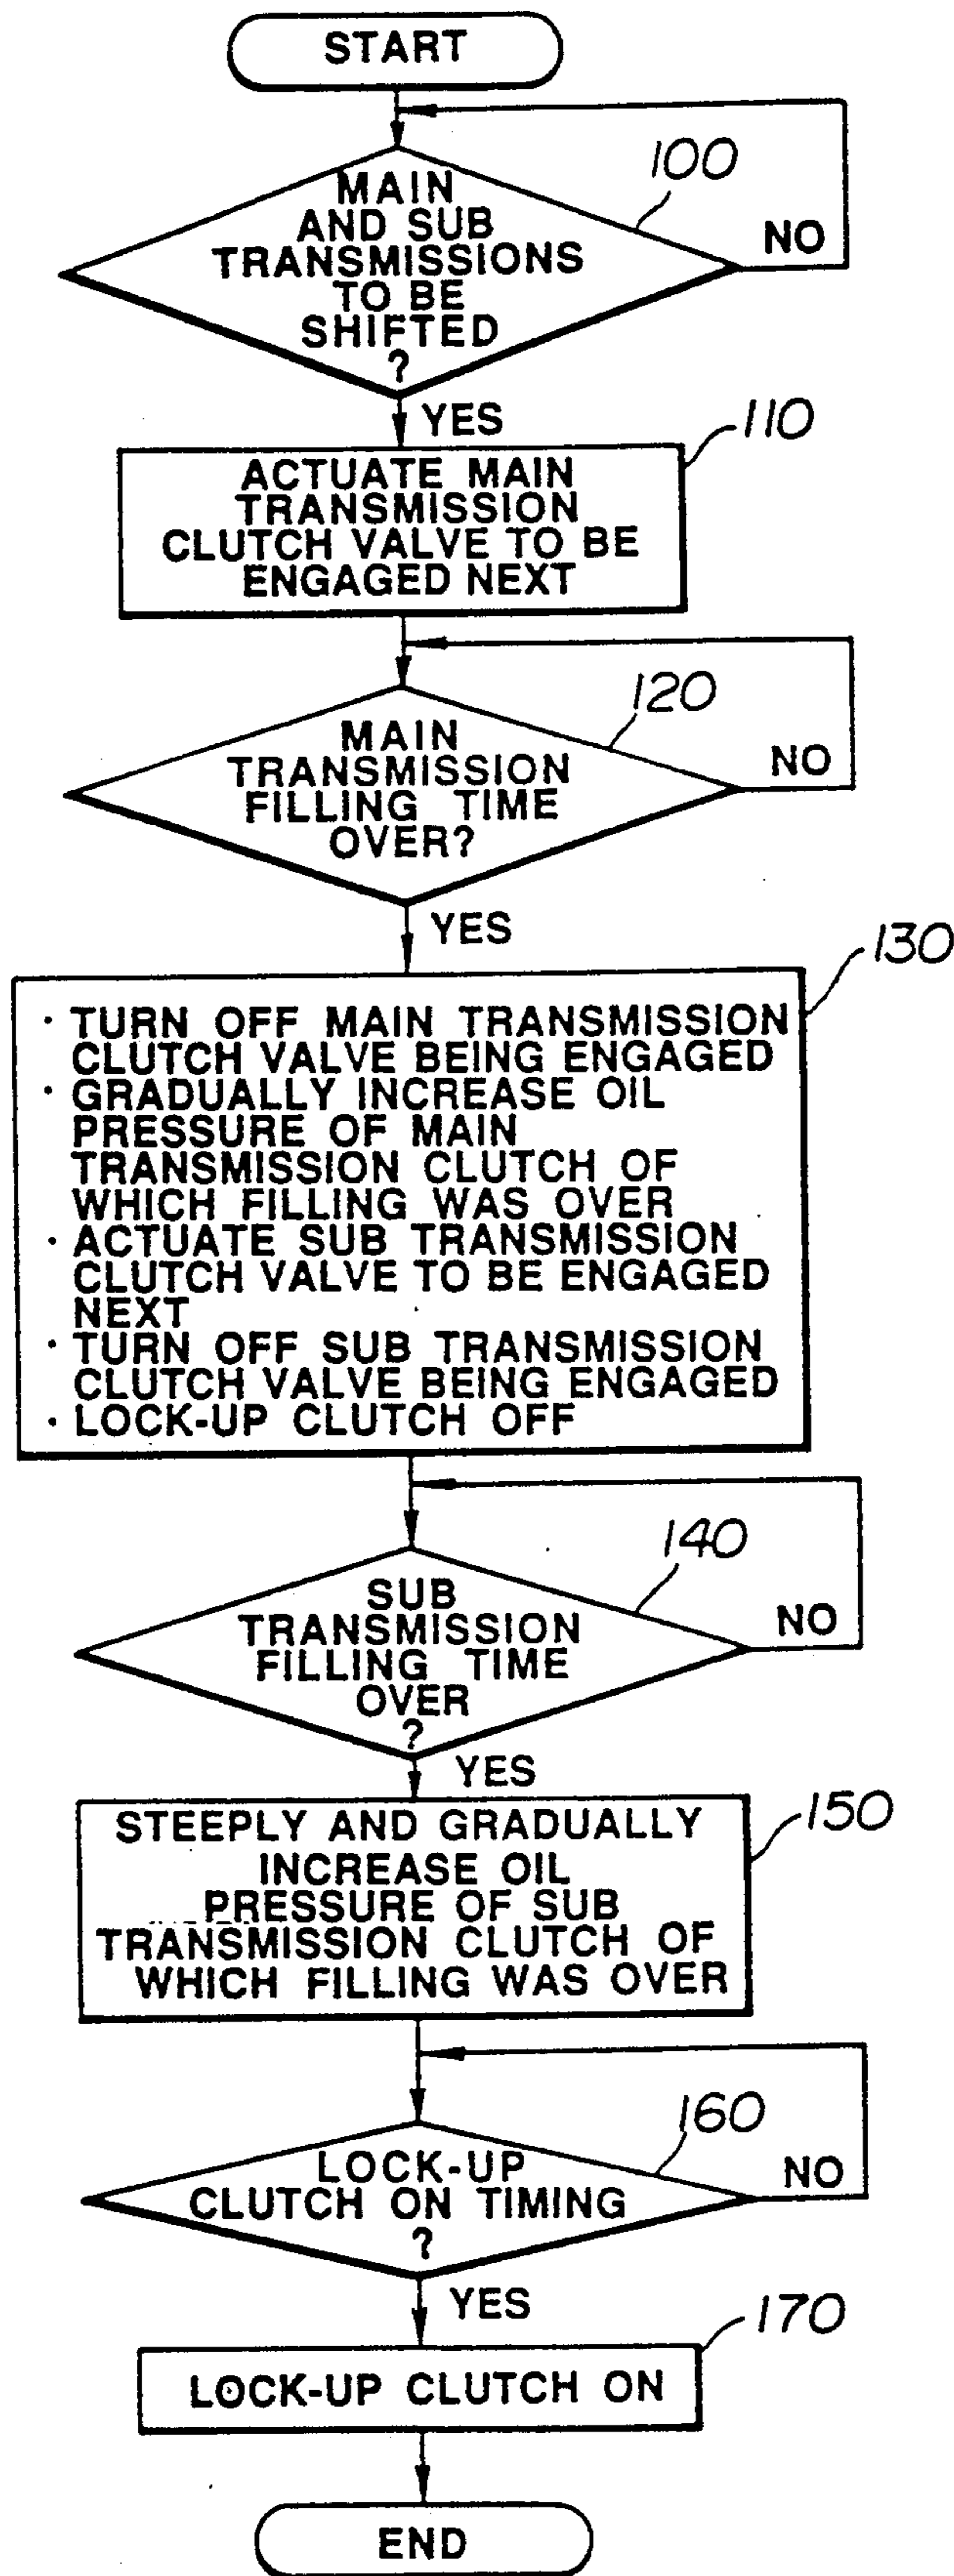 START
100
MAIN
AND SUB
TRANSMISSIONS
TO BE
SHIFTED
?
NO
YES
110
ACTUATE MAIN
TRANSMISSION
CLUTCH VALVE TO BE
ENGAGED NEXT
120
MAIN
TRANSMISSION
FILLING TIME
OVER?
NO
YES
130
· TURN OFF MAIN TRANSMISSION
CLUTCH VALVE BEING ENGAGED
· GRADUALLY INCREASE OIL
PRESSURE OF MAIN
TRANSMISSION CLUTCH OF
WHICH FILLING WAS OVER
· ACTUATE SUB TRANSMISSION
CLUTCH VALVE TO BE ENGAGED
NEXT
· TURN OFF SUB TRANSMISSION
CLUTCH VALVE BEING ENGAGED
· LOCK-UP CLUTCH OFF
140
SUB
TRANSMISSION
FILLING TIME
OVER
?
NO
YES
150
STEEPLY AND GRADUALLY
INCREASE OIL
PRESSURE OF SUB
TRANSMISSION CLUTCH OF
WHICH FILLING WAS OVER
160
LOCK-UP
CLUTCH ON TIMING
?
NO
YES
170
LOCK-UP CLUTCH ON
END